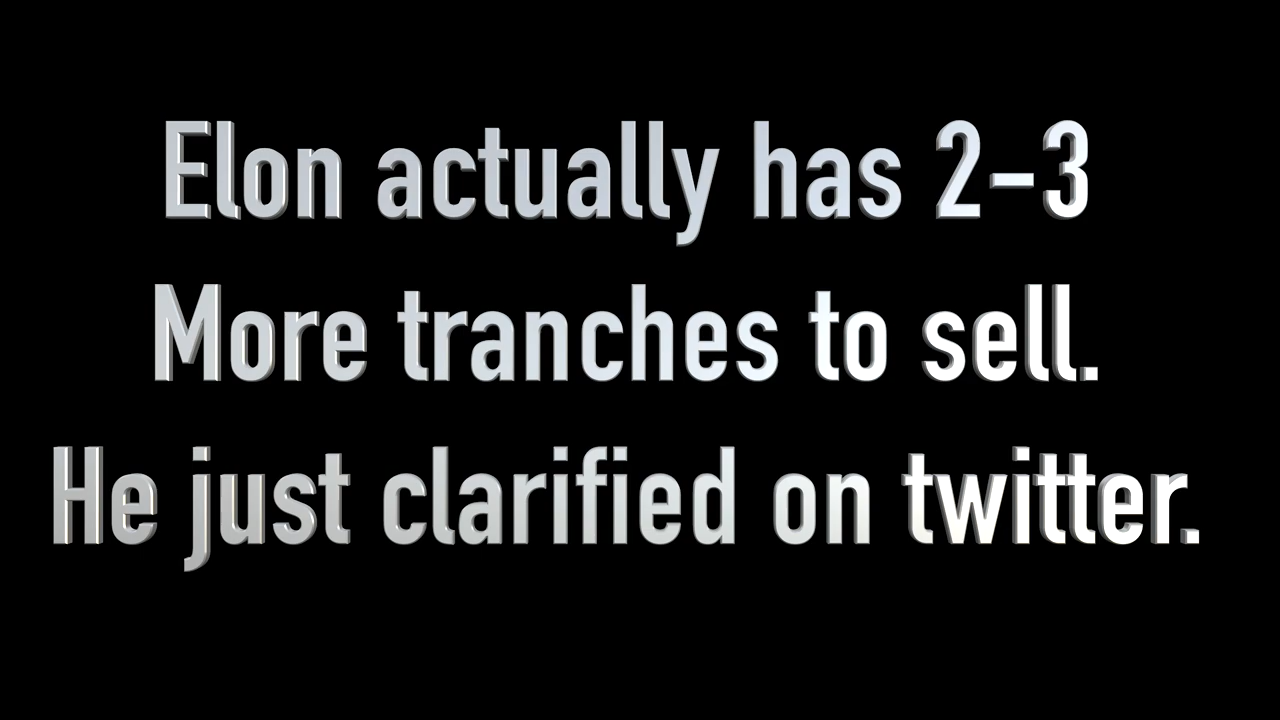 Elon actually has 2-3
More tranches to sell.
He just clarified on twitter.